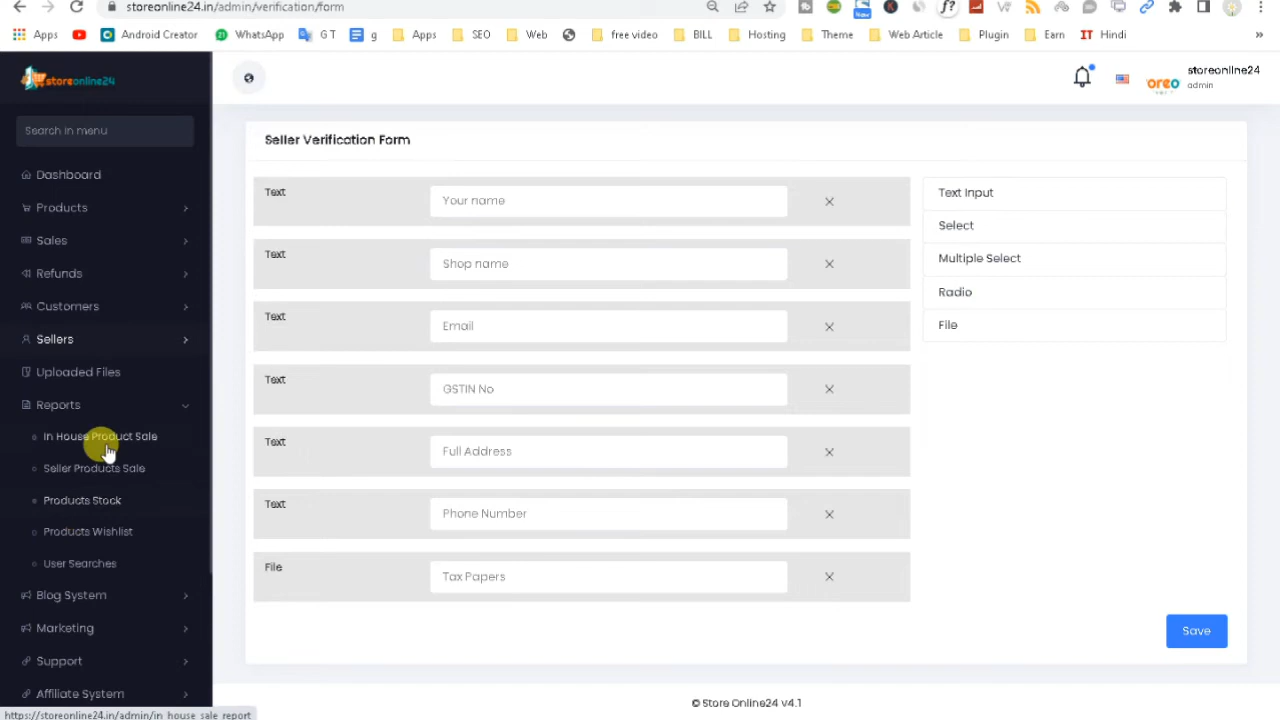 storeonline24.in/admin/verification/form
Apps Android Creator WhatsApp G T g Apps SEO Web free video BILL Hosting Theme Web Article Plugin Earn IT Hindi »
storeonline24
storeonline24
admin
oreo
Search in menu
Dashboard
Products
Sales
Refunds
Customers
Sellers
Uploaded Files
Reports
In House Product Sale
Seller Products Sale
Products Stock
Products Wishlist
User Searches
Blog System
Marketing
Support
Affiliate System
Seller Verification Form
Text Your name
Text Shop name
Text Email
Text GSTIN No
Text Full Address
Text Phone Number
File Tax Papers
Text Input
Select
Multiple Select
Radio
File
Save
© Store Online24 v4.1
https://storeonline24.in/admin/in_house_sale_report